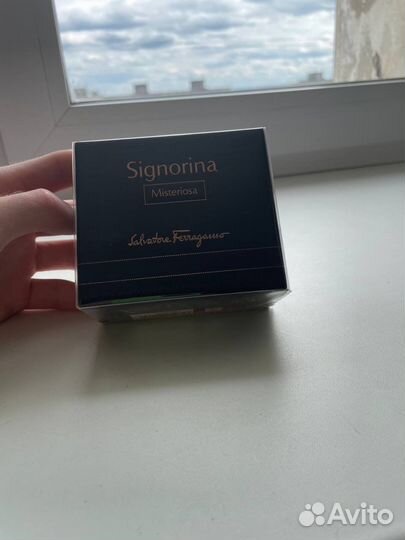 Signorina
Misteriosa
Salvatore Ferragamo
Avito